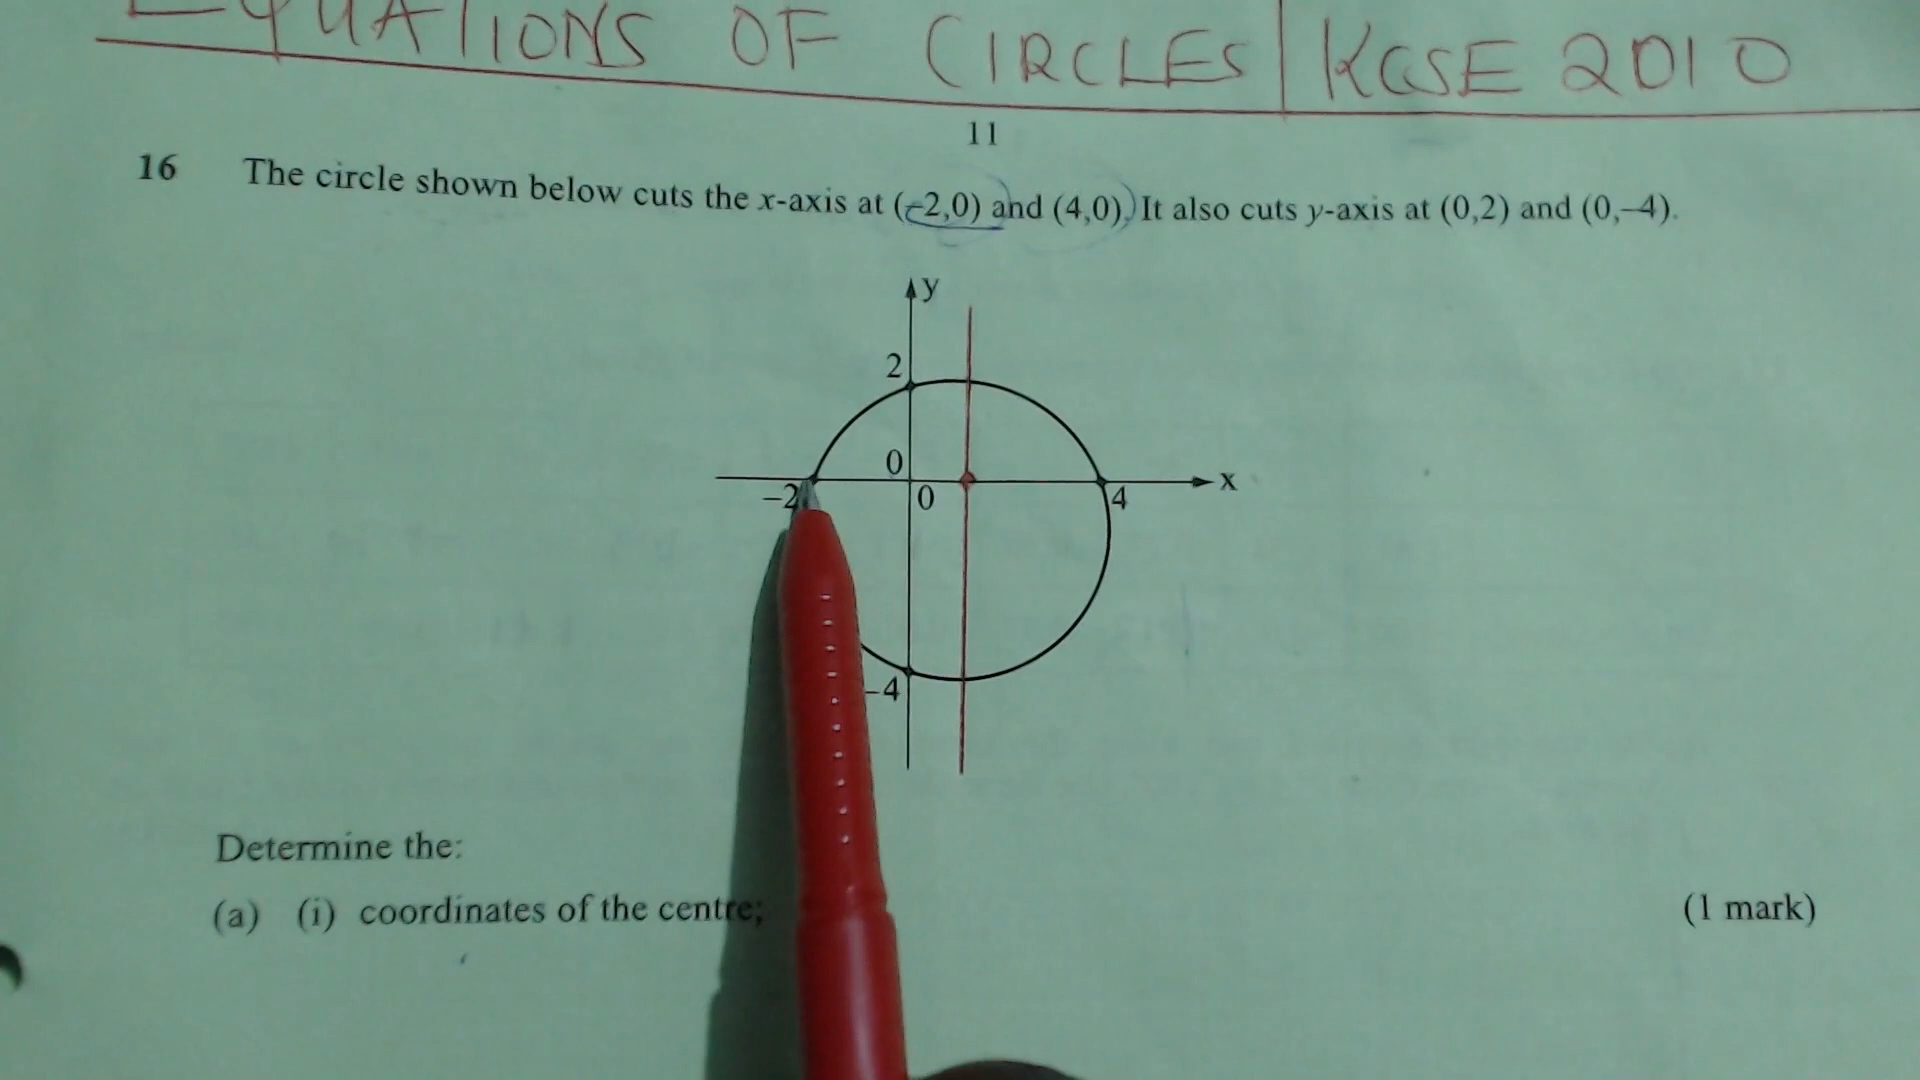 EQUATIONS OF CIRCLES | KCSE 2010
11
16 The circle shown below cuts the x-axis at (–2,0) and (4,0). It also cuts y-axis at (0,2) and (0,–4).
y
2
0
x
–2
0
4
–4
Determine the:
(a) (i) coordinates of the centre;
(1 mark)